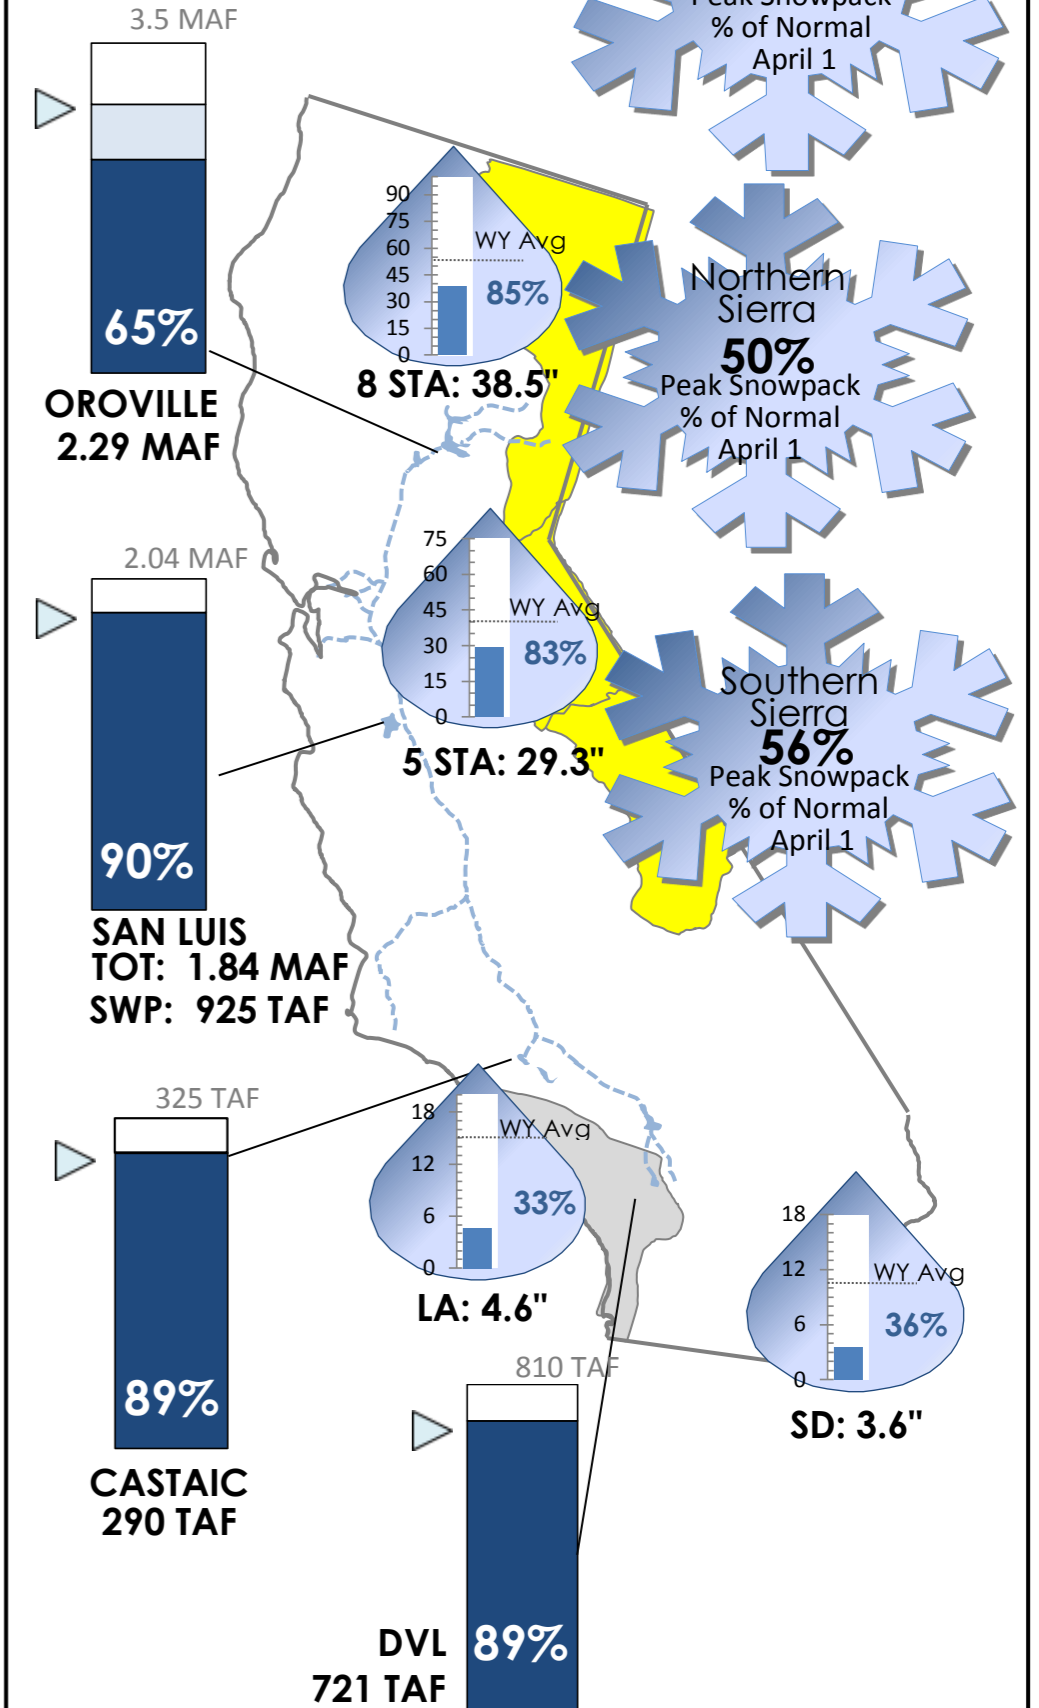 3.5 MAF
Peak Snowpack
% of Normal
April 1
65%
OROVILLE
2.29 MAF
90
75
60
45
30
15
0
WY Avg
85%
8 STA: 38.5"
Northern
Sierra
50%
Peak Snowpack
% of Normal
April 1
2.04 MAF
90%
SAN LUIS
TOT: 1.84 MAF
SWP: 925 TAF
75
60
45
30
15
0
WY Avg
83%
5 STA: 29.3"
Southern
Sierra
56%
Peak Snowpack
% of Normal
April 1
325 TAF
89%
CASTAIC
290 TAF
18
12
6
0
WY Avg
33%
LA: 4.6"
18
12
6
0
WY Avg
36%
SD: 3.6"
810 TAF
89%
DVL
721 TAF